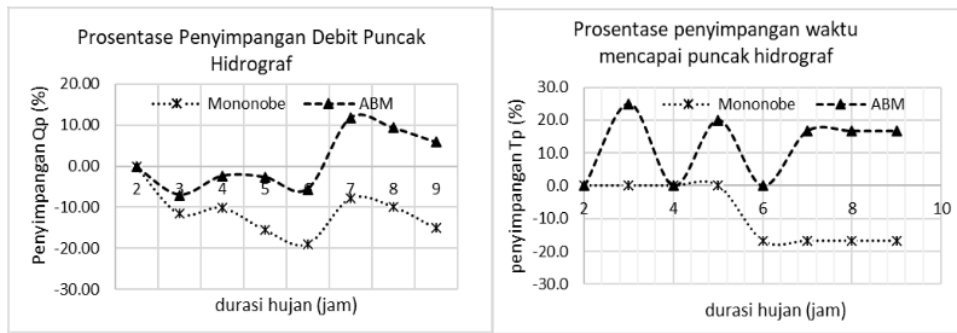 Prosentase Penyimpangan Debit Puncak
Hidrograf
Penyimpangan Qp (%)
20.00
10.00
0.00
-10.00
-20.00
-30.00
Mononobe
ABM
2 3 4 5 6 7 8 9
durasi hujan (jam)
Prosentase penyimpangan waktu
mencapai puncak hidrograf
penyimpangan Tp (%)
30.0
20.0
10.0
0.0
-10.0
-20.0
-30.0
Mononobe
ABM
2 4 6 8 10
durasi hujan (jam)